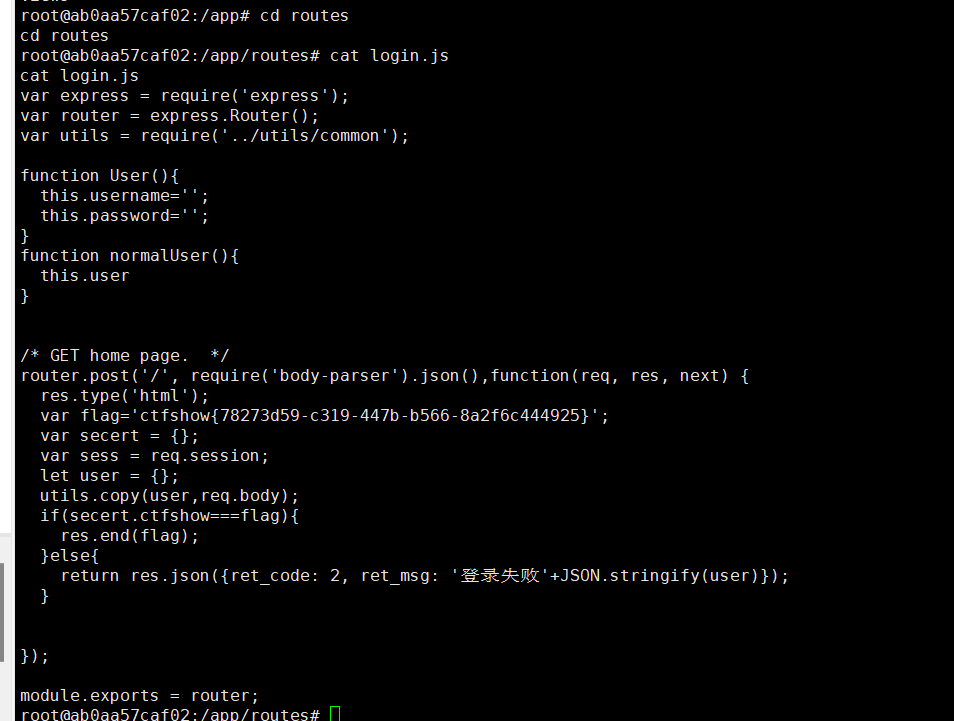 root@ab0aa57caf02:/app# cd routes
cd routes
root@ab0aa57caf02:/app/routes# cat login.js
cat login.js
var express = require('express');
var router = express.Router();
var utils = require('../utils/common');

function User(){
  this.username='';
  this.password='';
}
function normalUser(){
  this.user
}


/* GET home page.  */
router.post('/', require('body-parser').json(),function(req, res, next) {
  res.type('html');
  var flag='ctfshow{78273d59-c319-447b-b566-8a2f6c444925}';
  var secert = {};
  var sess = req.session;
  let user = {};
  utils.copy(user,req.body);
  if(secert.ctfshow===flag){
    res.end(flag);
  }else{
    return res.json({ret_code: 2, ret_msg: '登录失败'+JSON.stringify(user)});
  }


});

module.exports = router;
root@ab0aa57caf02:/app/routes#